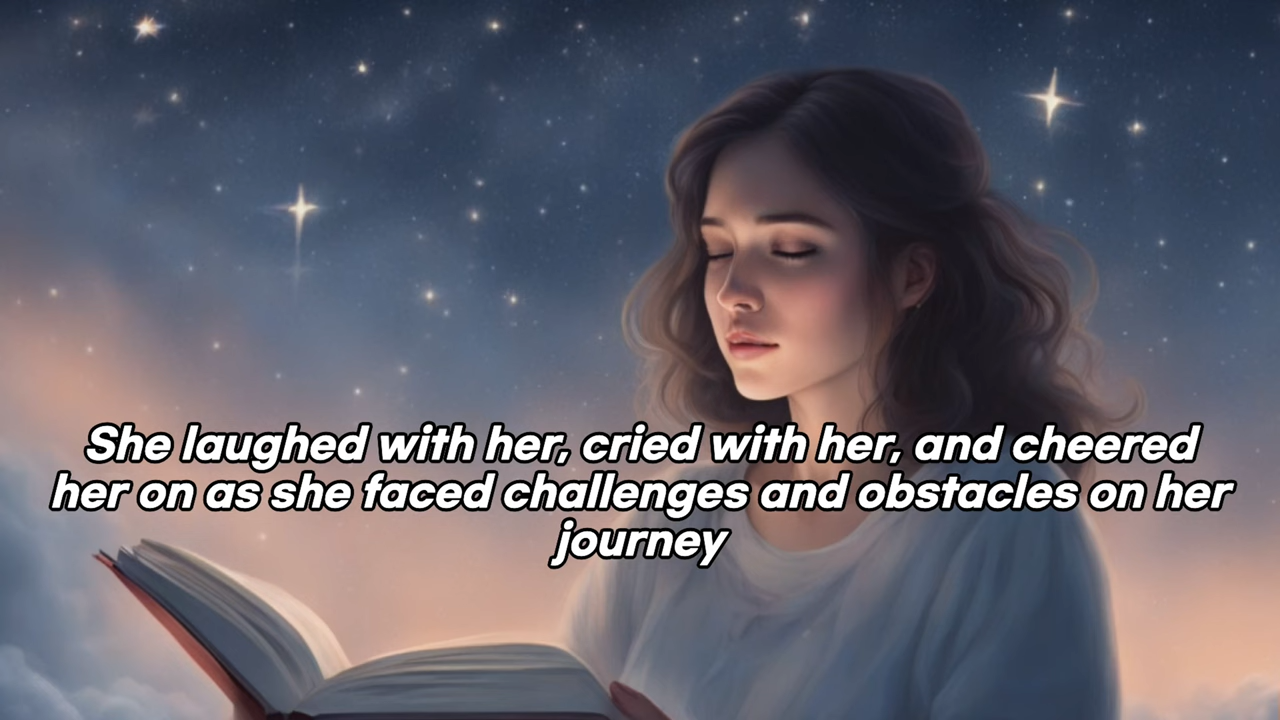 She laughed with her, cried with her, and cheered
her on as she faced challenges and obstacles on her
journey